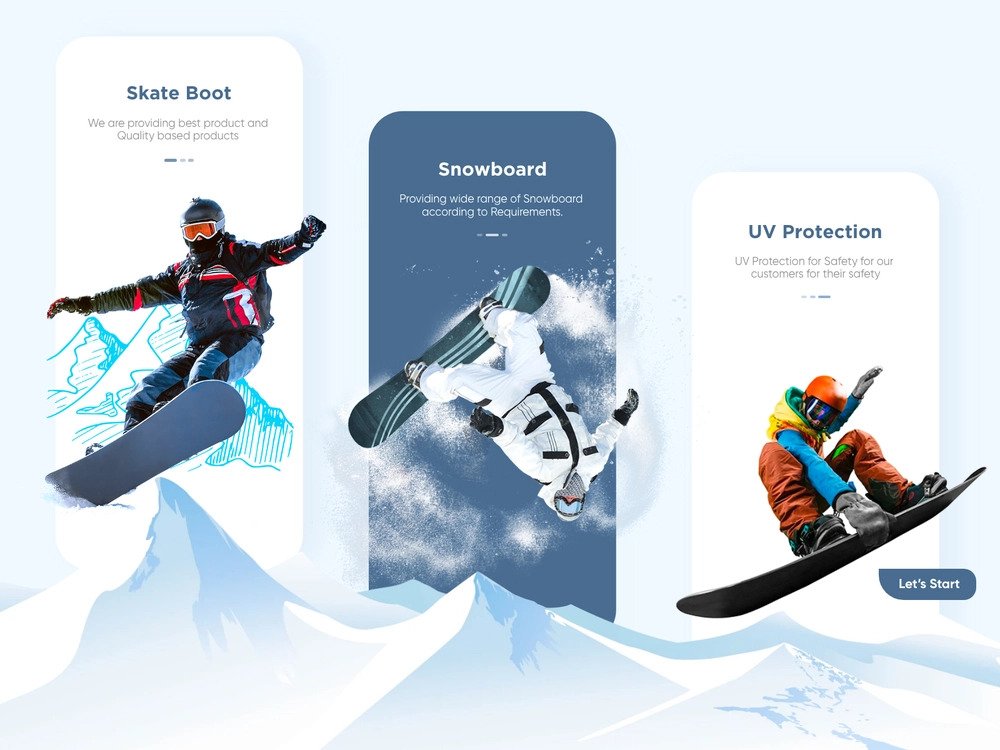 Skate Boot
We are providing best product and
Quality based products
Snowboard
Providing wide range of Snowboard
according to Requirements.
UV Protection
UV Protection for Safety for our
customers for their safety
Let's Start